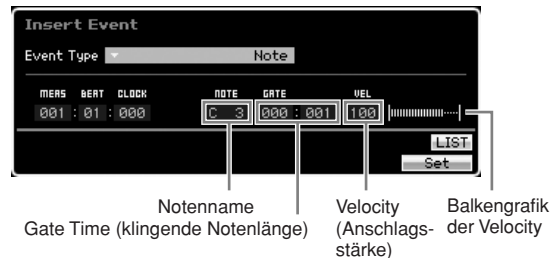 Insert Event
Event Type Note
MEAS BEAT CLOCK NOTE GATE VEL
001 : 01 : 000 C 3 000 : 001 100
LIST
Set
Notenname
Gate Time (klingende Notenlänge)
Velocity
(Anschlags-
stärke)
Balkengrafik
der Velocity